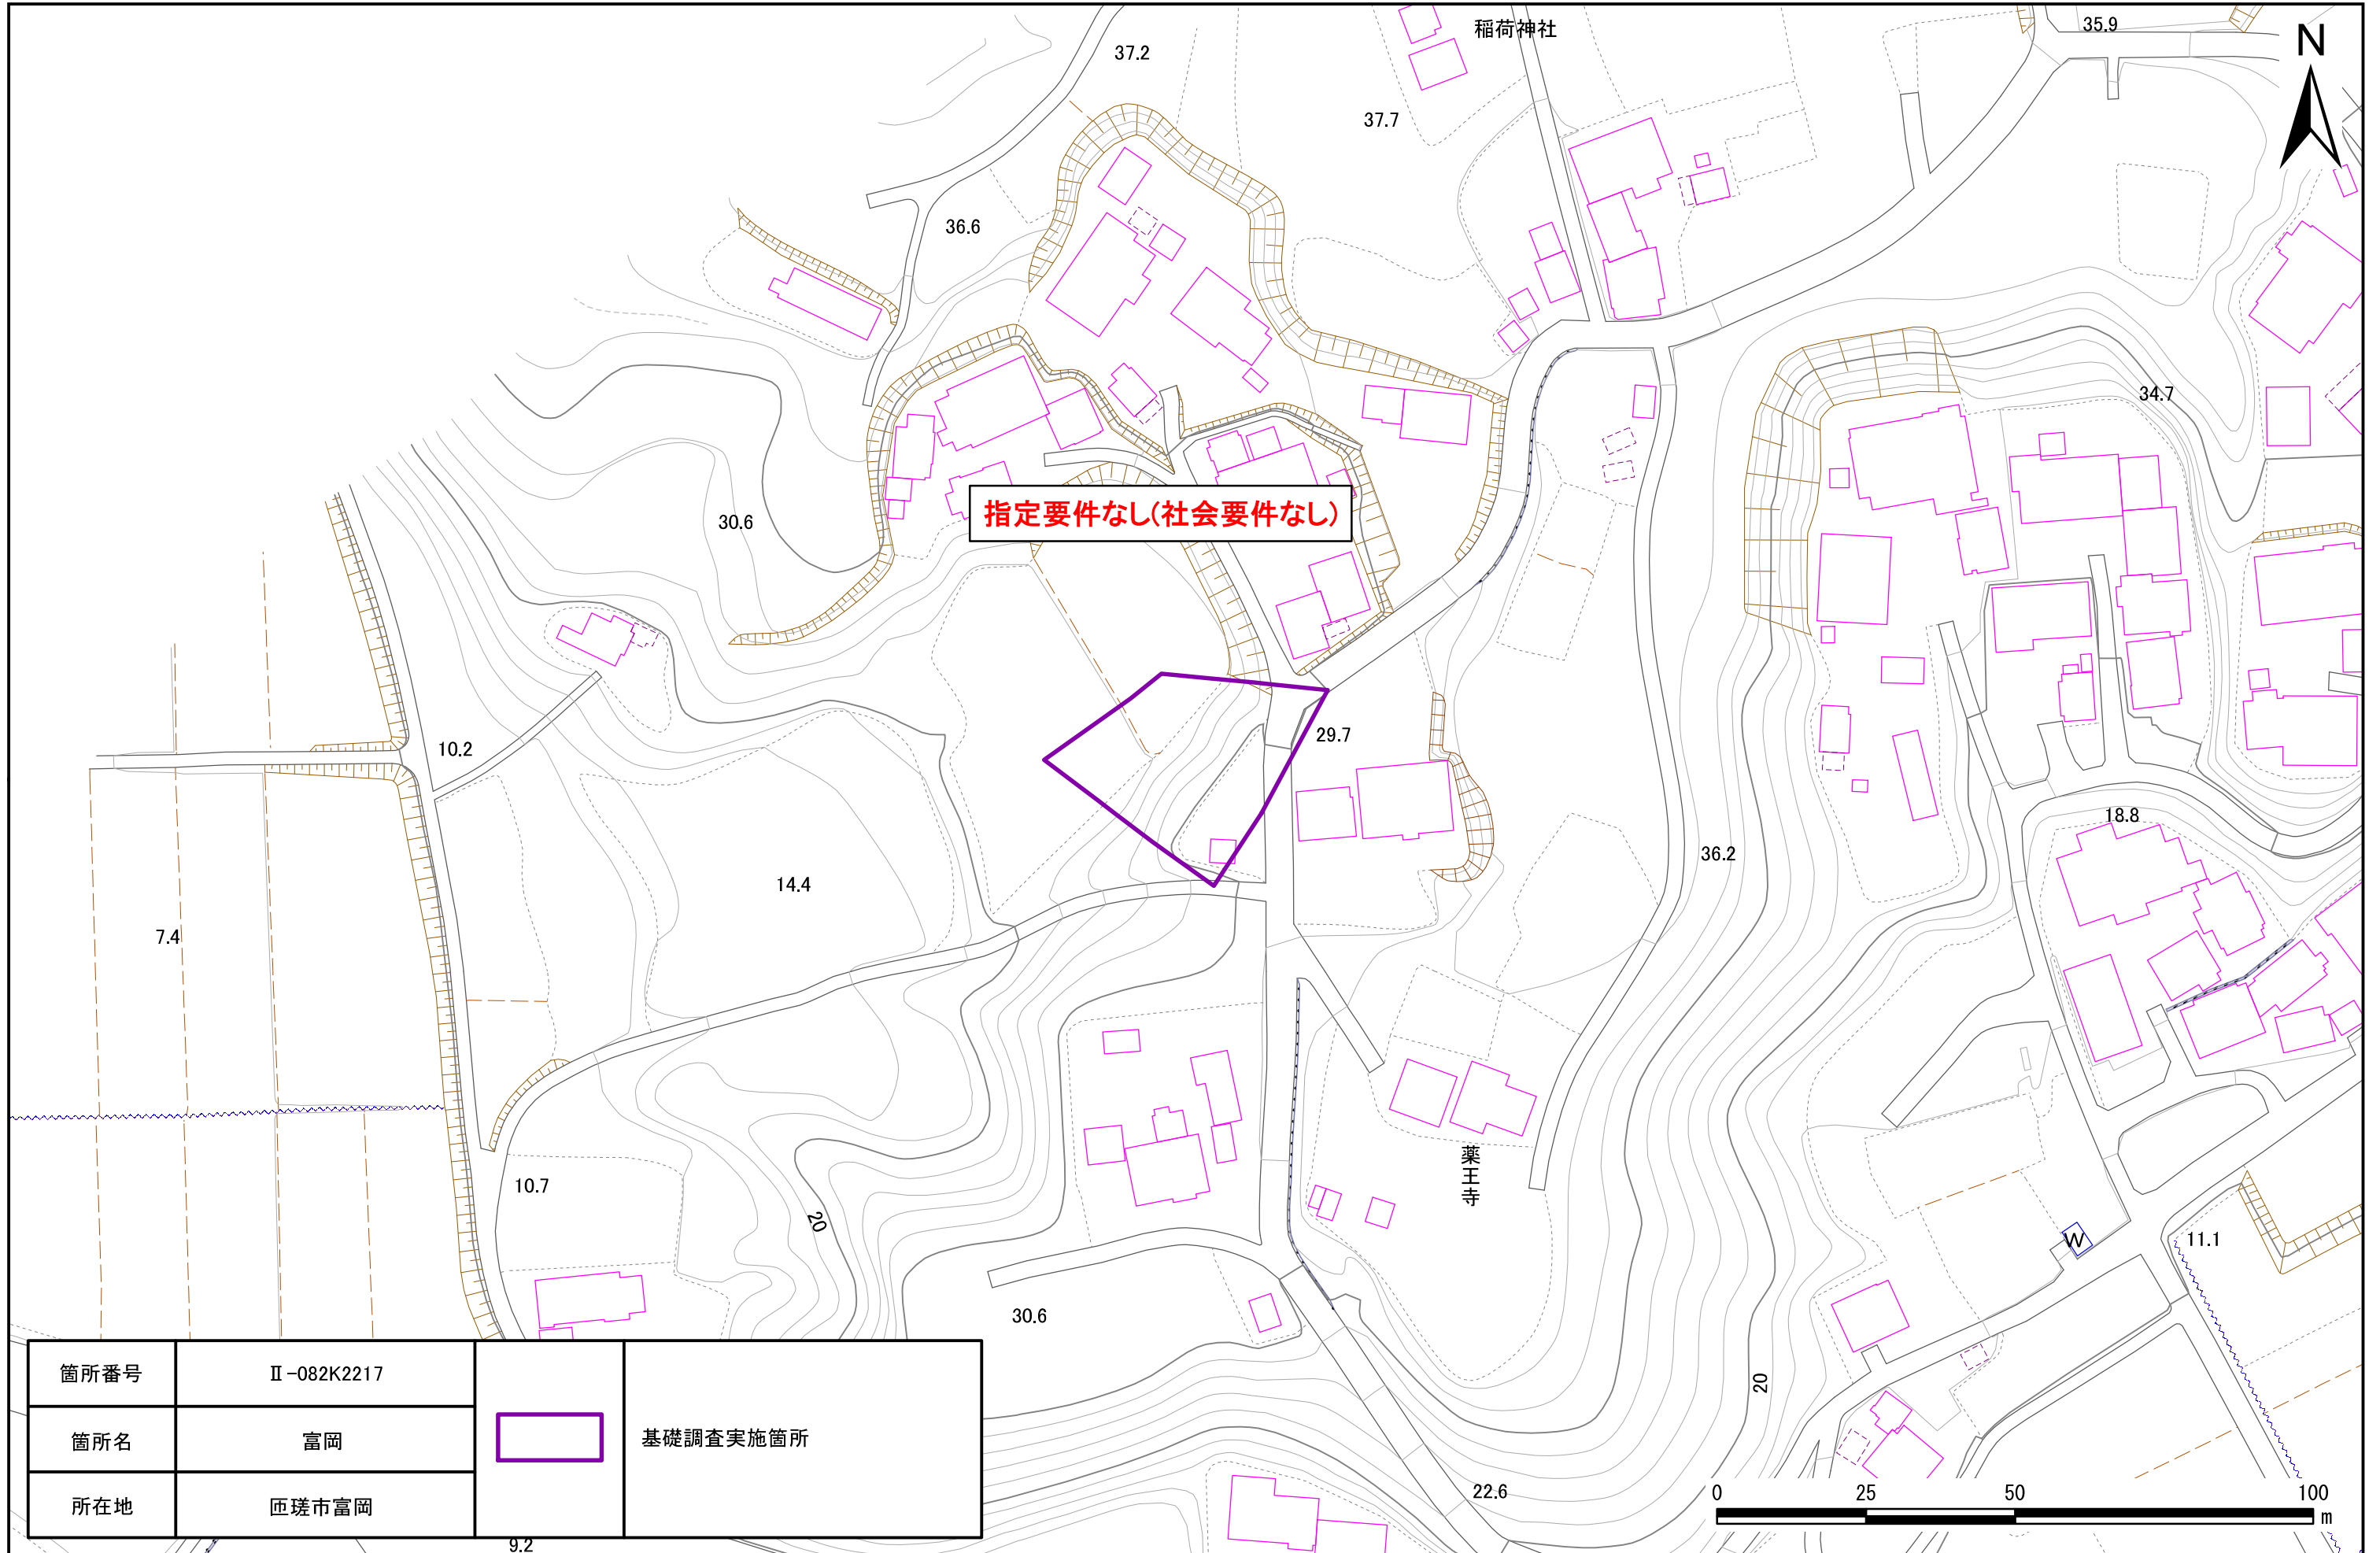 稲荷神社
35.9
N
37.2
37.7
36.6
34.7
指定要件なし(社会要件なし)
30.6
10.2
29.7
18.8
36.2
14.4
7.4
薬王寺
10.7
20
W
11.1
30.6
20
22.6
9.2
箇所番号 Ⅱ-082K2217
箇所名 富岡
所在地 匝瑳市富岡
基礎調査実施箇所
0 25 50 100
m